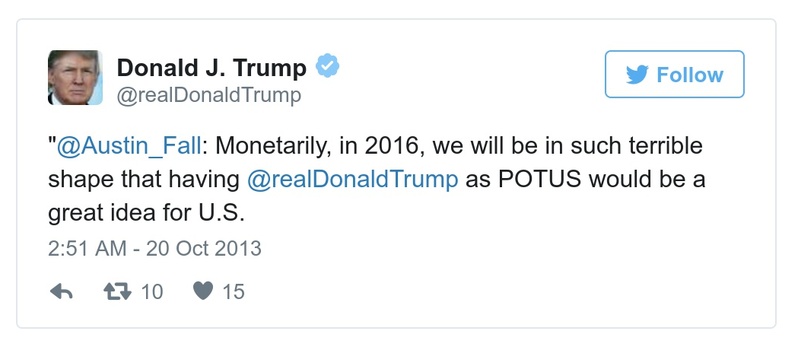 Donald J. Trump
@realDonaldTrump
Follow
"@Austin_Fall: Monetarily, in 2016, we will be in such terrible
shape that having @realDonaldTrump as POTUS would be a
great idea for U.S.
2:51 AM - 20 Oct 2013
10 15